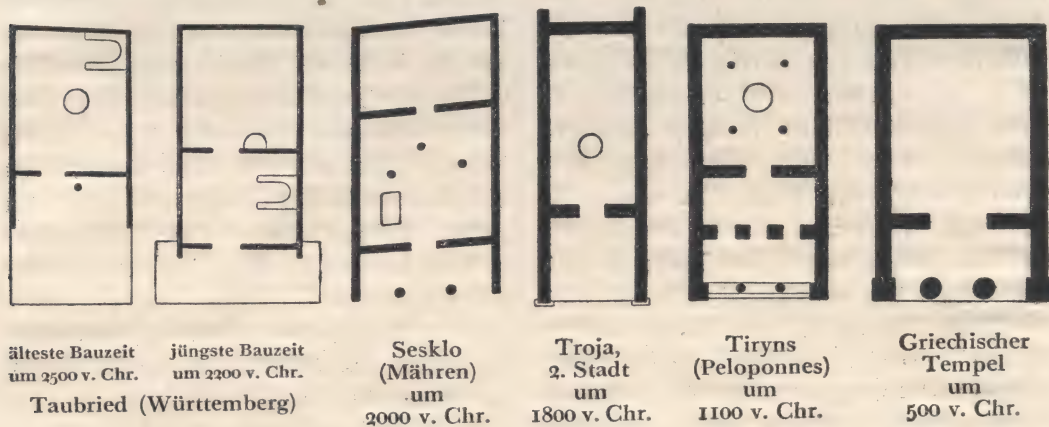 älteste Bauzeit
um 2500 v. Chr.
jüngste Bauzeit
um 2200 v. Chr.
Taubried (Württemberg)
Sesklo
(Mähren)
um
2000 v. Chr.
Troja,
2. Stadt
um
1800 v. Chr.
Tiryns
(Peloponnes)
um
1100 v. Chr.
Griechischer
Tempel
um
500 v. Chr.